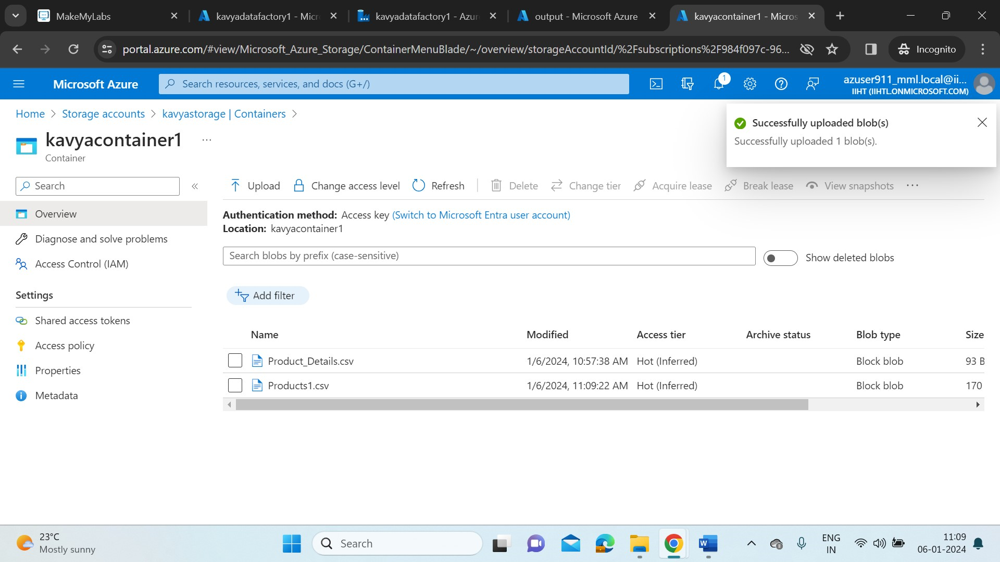 MakeMyLabs
kavyadatafactory1 - Micr
kavyadatafactory1 - Azur
output - Microsoft Azure
kavyacontainer1 - Micros
portal.azure.com/#view/Microsoft_Azure_Storage/ContainerMenuBlade/~/overview/storageAccountId/%2Fsubscriptions%2F984f097c-96...
Incognito
Microsoft Azure
Search resources, services, and docs (G+/)
1
azuser911_mml.local@ii...
IIHT (IIHTL.ONMICROSOFT.COM)
Home > Storage accounts > kavyastorage | Containers >
kavyacontainer1 ...
Container
Successfully uploaded blob(s)
Successfully uploaded 1 blob(s).
Search
Overview
Diagnose and solve problems
Access Control (IAM)
Settings
Shared access tokens
Access policy
Properties
Metadata
Upload Change access level Refresh Delete Change tier Acquire lease Break lease View snapshots ...
Authentication method: Access key (Switch to Microsoft Entra user account)
Location: kavyacontainer1
Search blobs by prefix (case-sensitive)
Show deleted blobs
Add filter
Name Modified Access tier Archive status Blob type Size
Product_Details.csv 1/6/2024, 10:57:38 AM Hot (Inferred) Block blob 93 B
Products1.csv 1/6/2024, 11:09:22 AM Hot (Inferred) Block blob 170
23°C
Mostly sunny
Search
ENG
IN
11:09
06-01-2024